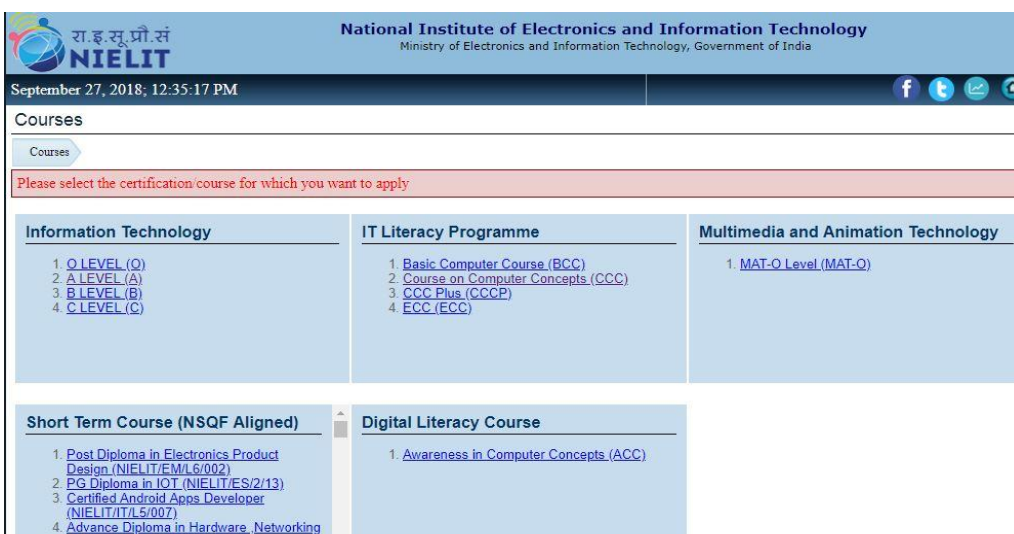 रा.इ.सू.प्रौ.सं
NIELIT
National Institute of Electronics and Information Technology
Ministry of Electronics and Information Technology, Government of India
September 27, 2018; 12:35:17 PM
Courses
Courses
Please select the certification/course for which you want to apply
Information Technology
1. O LEVEL (O)
2. A LEVEL (A)
3. B LEVEL (B)
4. C LEVEL (C)
IT Literacy Programme
1. Basic Computer Course (BCC)
2. Course on Computer Concepts (CCC)
3. CCC Plus (CCCP)
4. ECC (ECC)
Multimedia and Animation Technology
1. MAT-O Level (MAT-O)
Short Term Course (NSQF Aligned)
1. Post Diploma in Electronics Product
Design (NIELIT/EM/L6/002)
2. PG Diploma in IOT (NIELIT/ES/2/13)
3. Certified Android Apps Developer
(NIELIT/IT/L5/007)
4. Advance Diploma in Hardware ,Networking
Digital Literacy Course
1. Awareness in Computer Concepts (ACC)